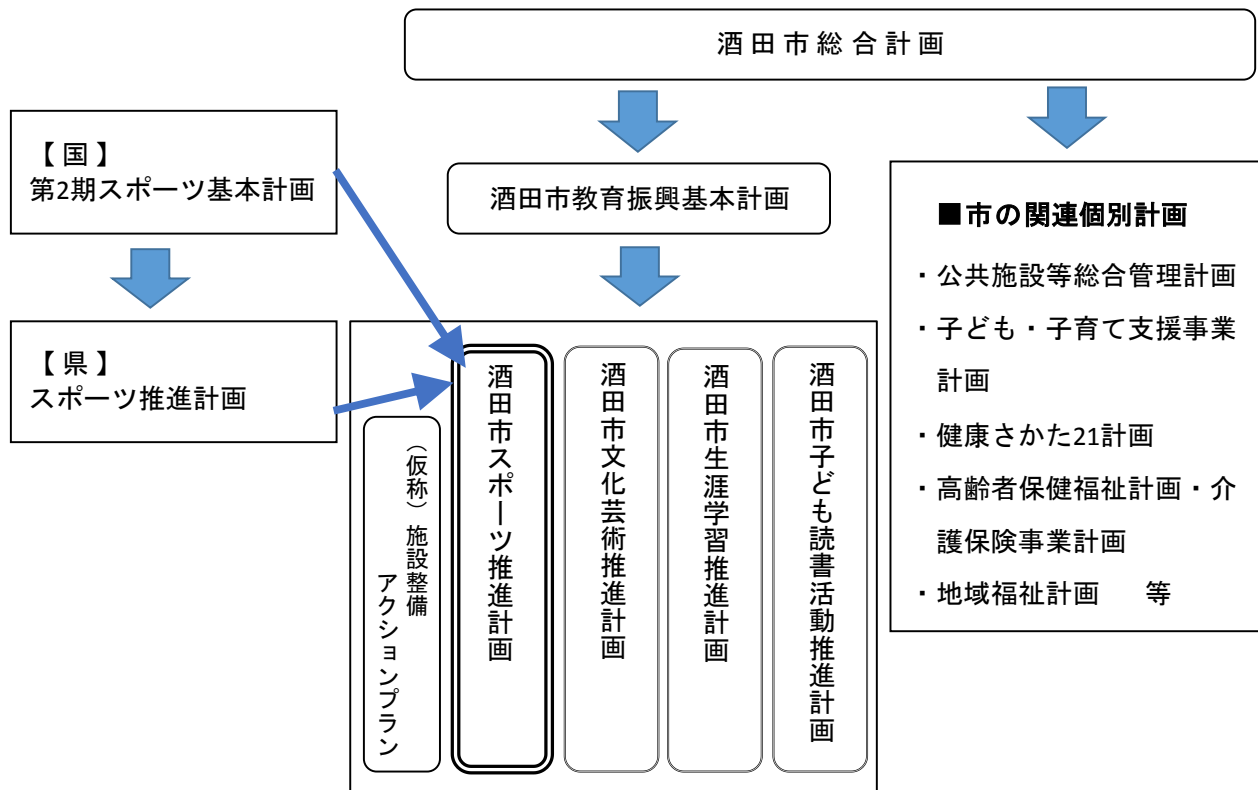 酒田市総合計画
【国】
第2期スポーツ基本計画
酒田市教育振興基本計画
【県】
スポーツ推進計画
■市の関連個別計画
・公共施設等総合管理計画
・子ども・子育て支援事業
計画
・健康さかた21計画
・高齢者保健福祉計画・介
護保険事業計画
・地域福祉計画 等
（仮称）施設整備
アクションプラン
酒田市スポーツ推進計画
酒田市文化芸術推進計画
酒田市生涯学習推進計画
酒田市子ども読書活動推進計画